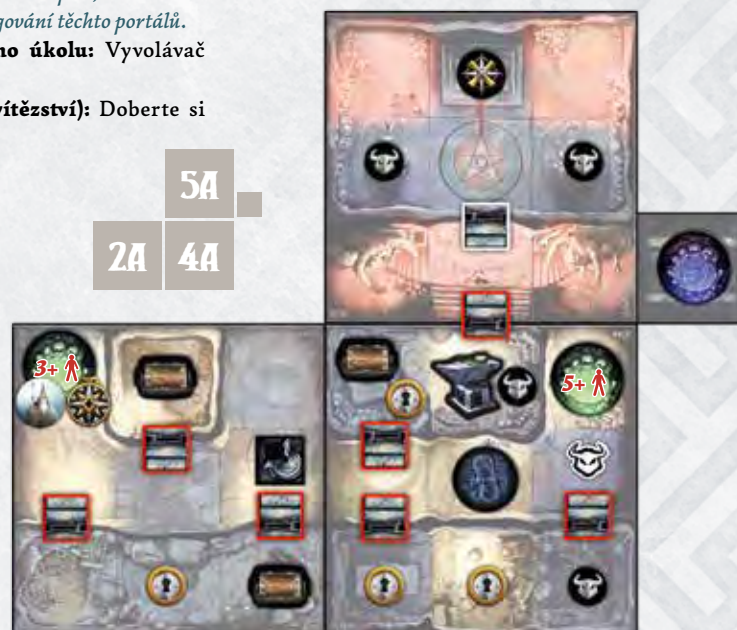 gování těchto portálů.
no úkolu: Vyvolávač
vítězství): Doberte si
5A
2A 4A
3+
5+